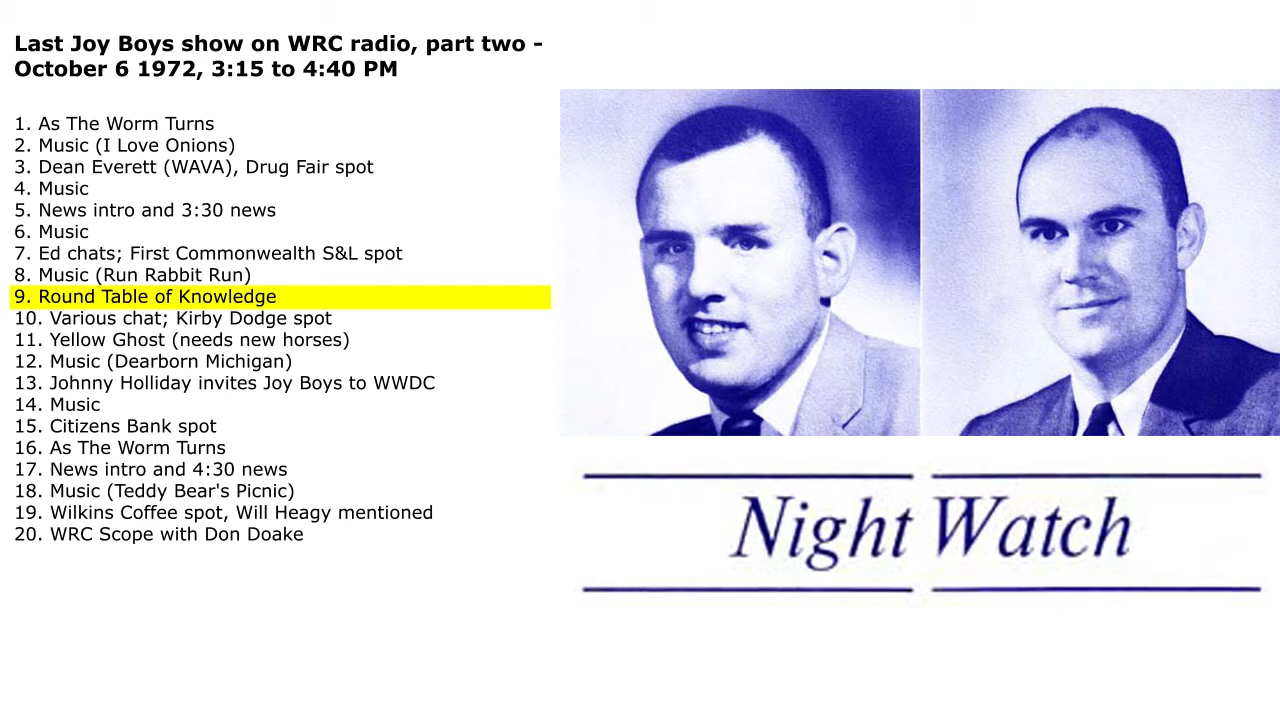 Last Joy Boys show on WRC radio, part two -
October 6 1972, 3:15 to 4:40 PM
1. As The Worm Turns
2. Music (I Love Onions)
3. Dean Everett (WAVA), Drug Fair spot
4. Music
5. News intro and 3:30 news
6. Music
7. Ed chats; First Commonwealth S&L spot
8. Music (Run Rabbit Run)
9. Round Table of Knowledge
10. Various chat; Kirby Dodge spot
11. Yellow Ghost (needs new horses)
12. Music (Dearborn Michigan)
13. Johnny Holliday invites Joy Boys to WWDC
14. Music
15. Citizens Bank spot
16. As The Worm Turns
17. News intro and 4:30 news
18. Music (Teddy Bear's Picnic)
19. Wilkins Coffee spot, Will Heagy mentioned
20. WRC Scope with Don Doake
Night Watch